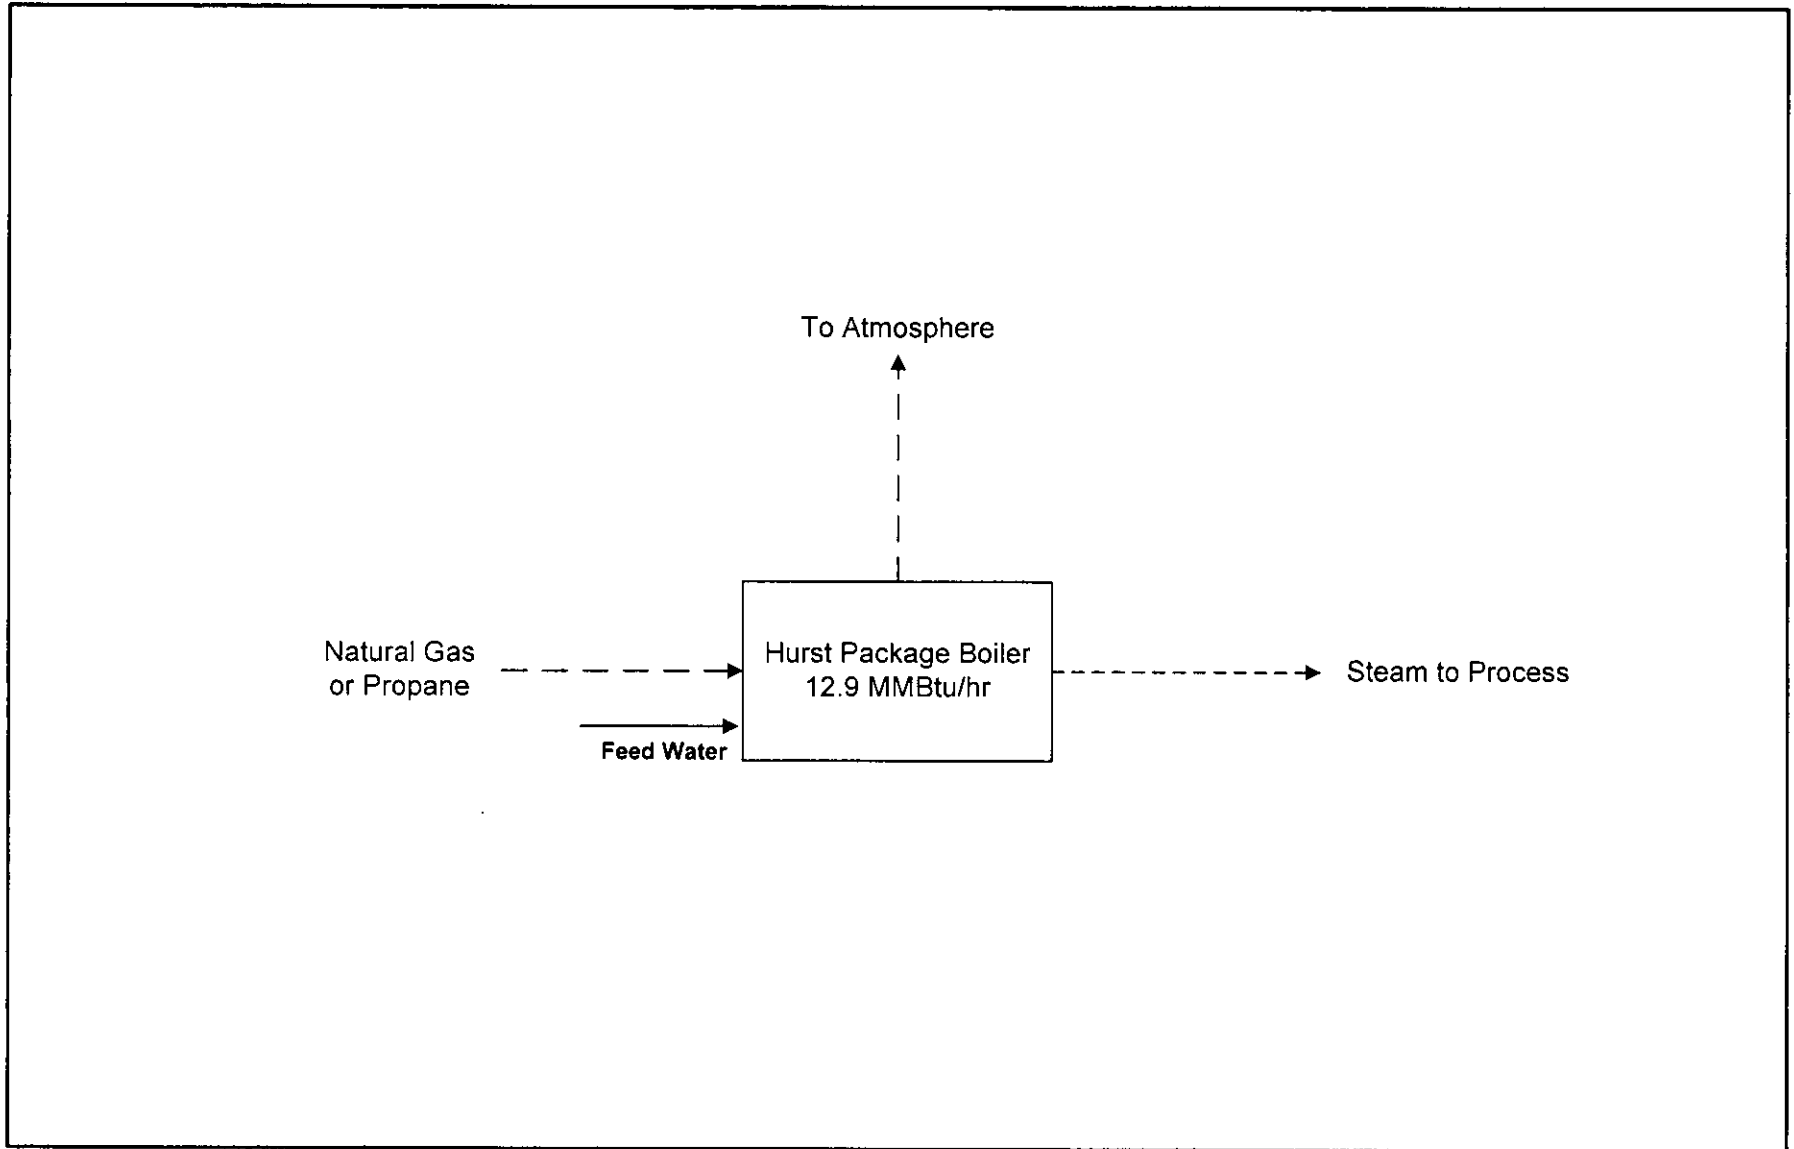 To Atmosphere
Natural Gas
or Propane
Hurst Package Boiler
12.9 MMBtu/hr
Steam to Process
Feed Water